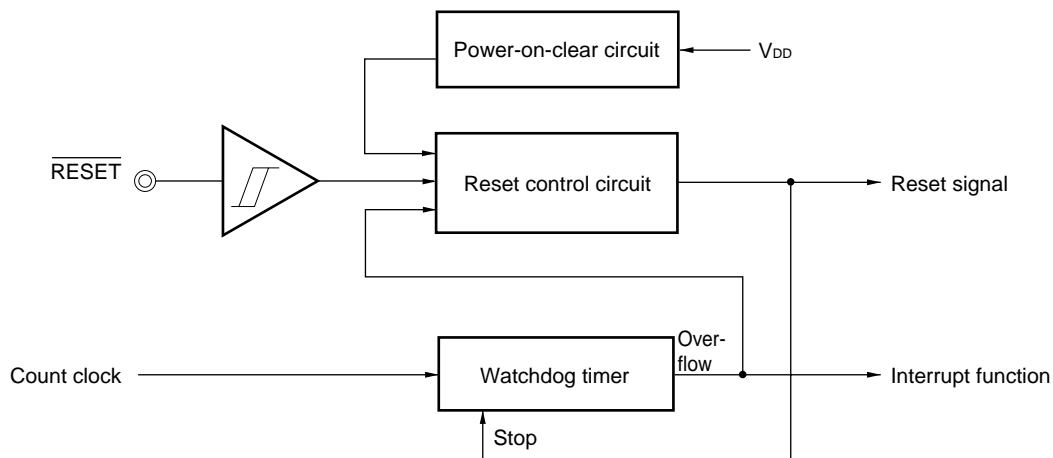 Power-on-clear circuit
VDD
RESET
Reset control circuit
Reset signal
Over-
flow
Count clock
Watchdog timer
Interrupt function
Stop